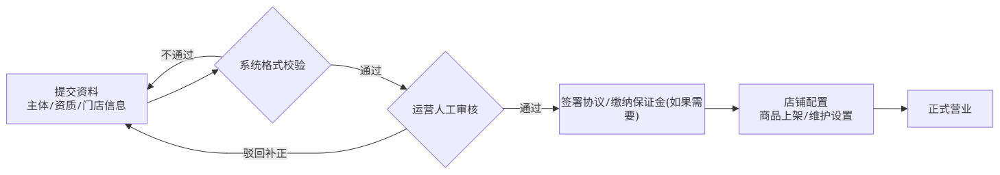 不通过
系统格式校验
通过
提交资料
主体/资质/门店信息
运营人工审核
通过
签署协议/缴纳保证金(如果需
要)
店铺配置
商品上架/维护设置
正式营业
驳回补正